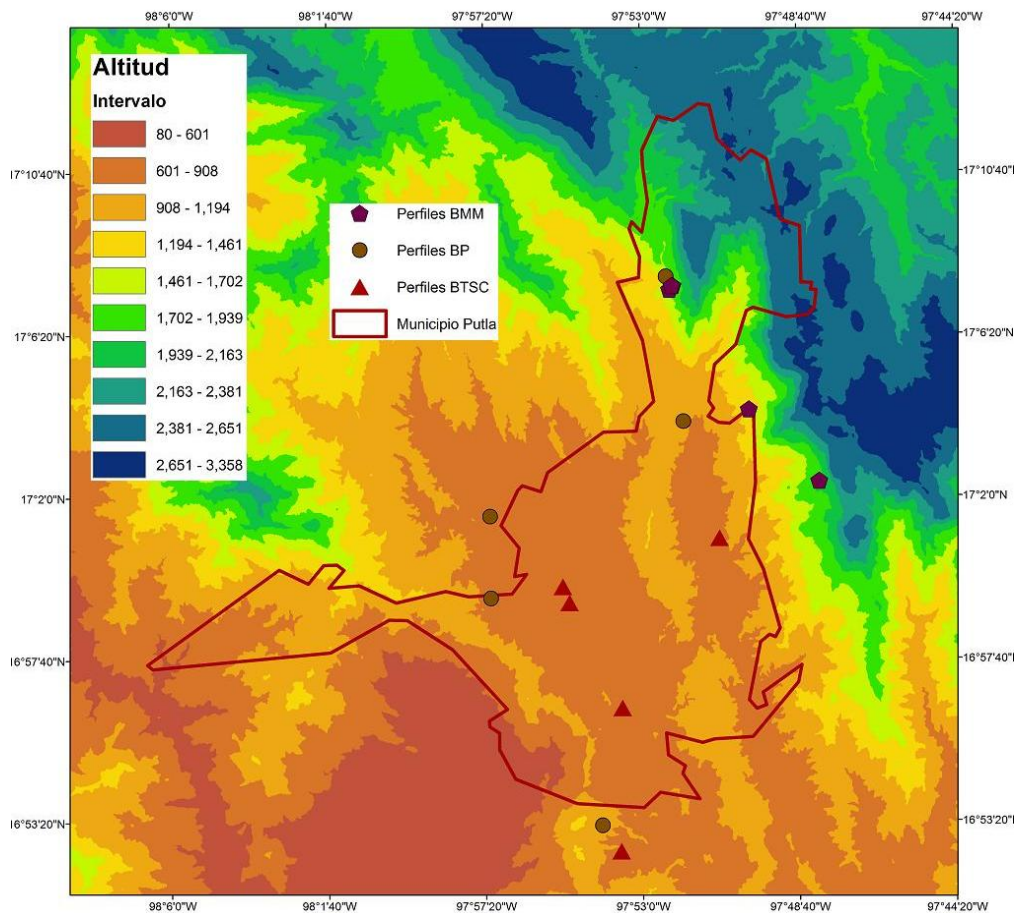 98°6'0"W 98°1'40"W 97°57'20"W 97°53'0"W 97°48'40"W 97°44'20"W
Altitud
Intervalo
80 - 601
601 - 908
908 - 1,194
1,194 - 1,461
1,461 - 1,702
1,702 - 1,939
1,939 - 2,163
2,163 - 2,381
2,381 - 2,651
2,651 - 3,358
Perfiles BMM
Perfiles BP
Perfiles BTSC
Municipio Putla
17°10'40"N
17°6'20"N
17°2'0"N
16°57'40"N
16°53'20"N
17°10'40"N
17°6'20"N
17°2'0"N
16°57'40"N
16°53'20"N
98°6'0"W 98°1'40"W 97°57'20"W 97°53'0"W 97°48'40"W 97°44'20"W